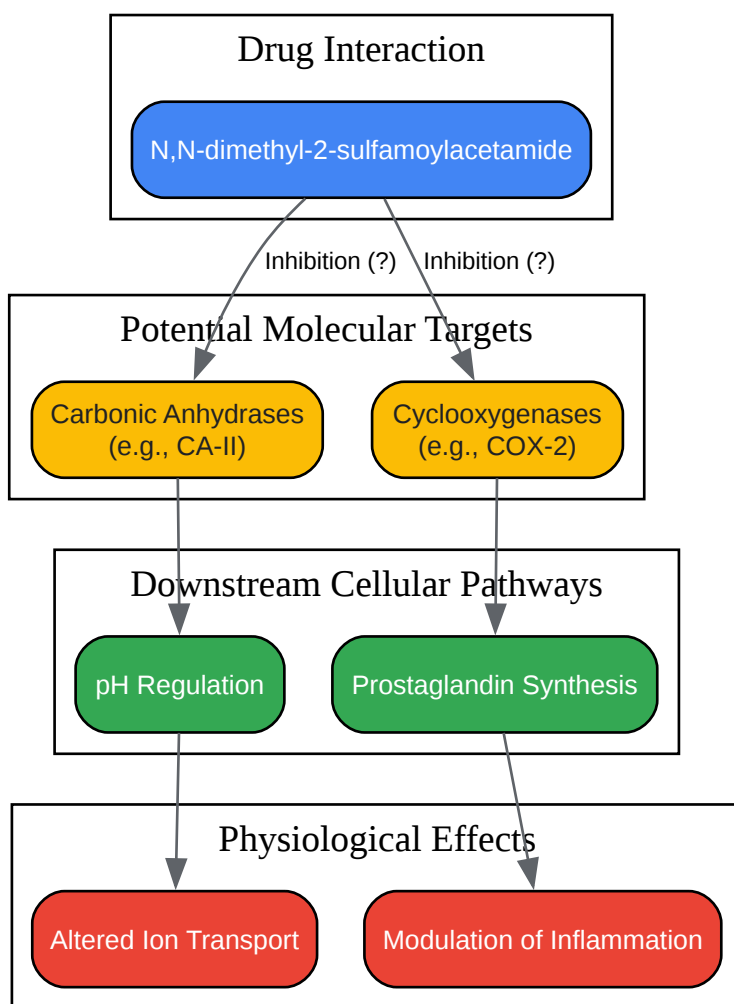 Drug Interaction
N,N-dimethyl-2-sulfamoylacetamide
Inhibition (?)
Inhibition (?)
Potential Molecular Targets
Carbonic Anhydrases
(e.g., CA-II)
Cyclooxygenases
(e.g., COX-2)
Downstream Cellular Pathways
pH Regulation
Prostaglandin Synthesis
Physiological Effects
Altered Ion Transport
Modulation of Inflammation